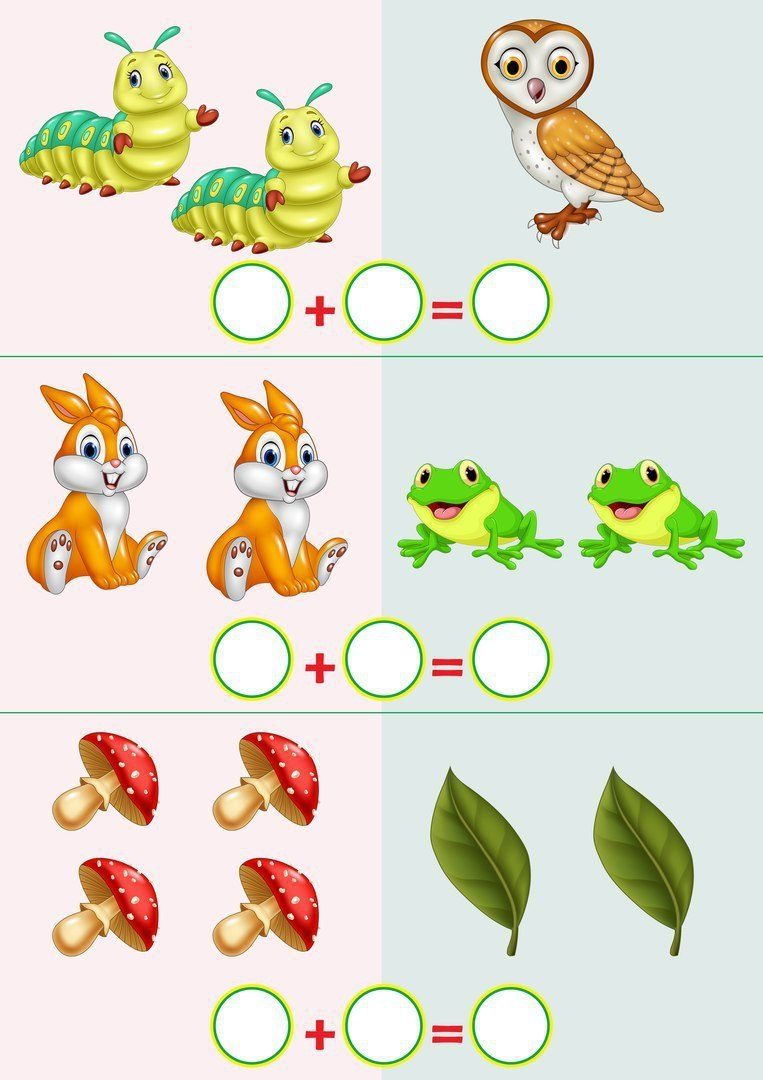 + =
+ =
+ =